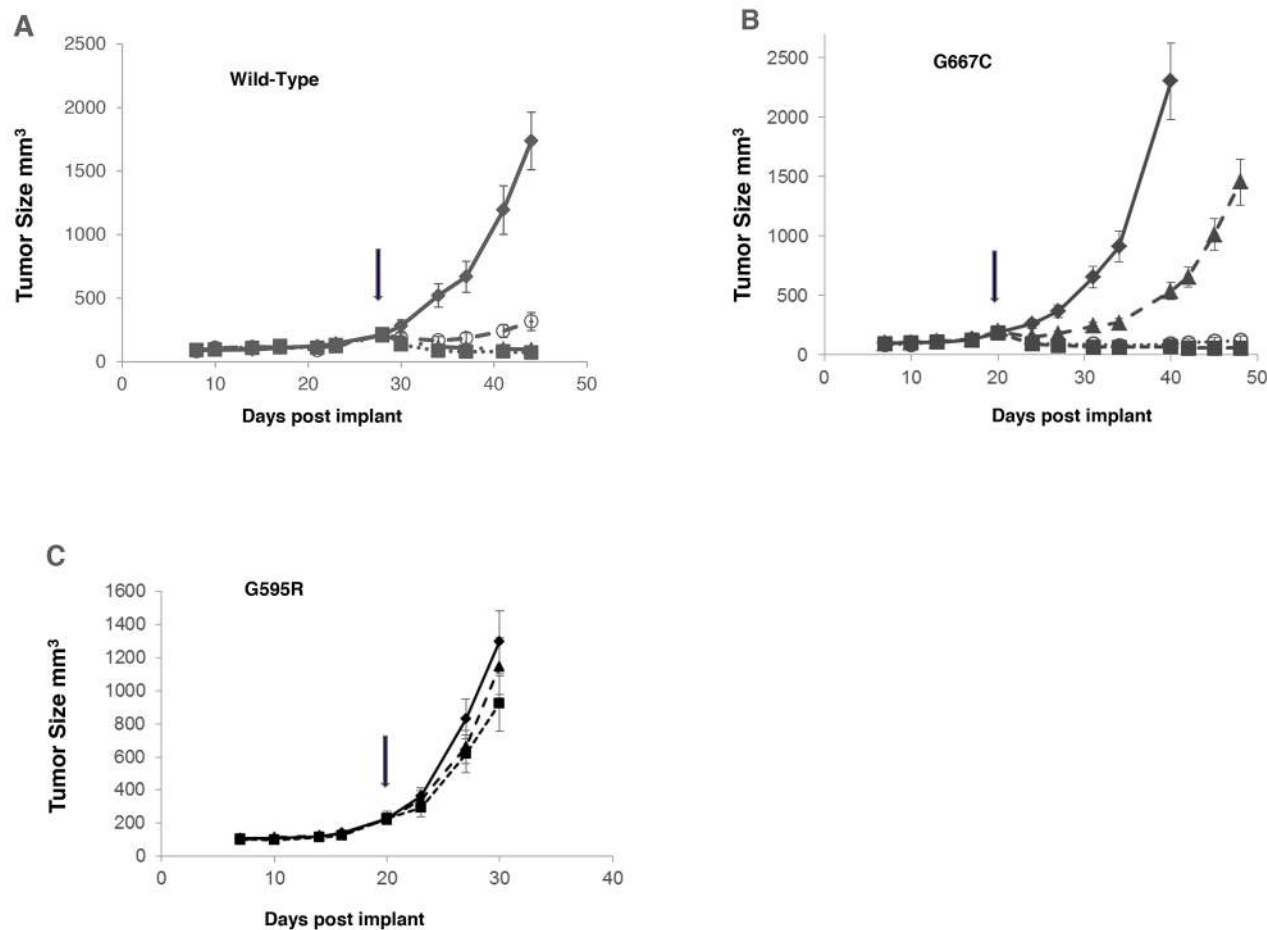 A
Wild-Type
Tumor Size mm³
2500
2000
1500
1000
500
0
0 10 20 30 40 50
Days post implant
B
G667C
Tumor Size mm³
2500
2000
1500
1000
500
0
0 10 20 30 40 50
Days post implant
C
G595R
Tumor Size mm³
1600
1400
1200
1000
800
600
400
200
0
0 10 20 30 40
Days post implant